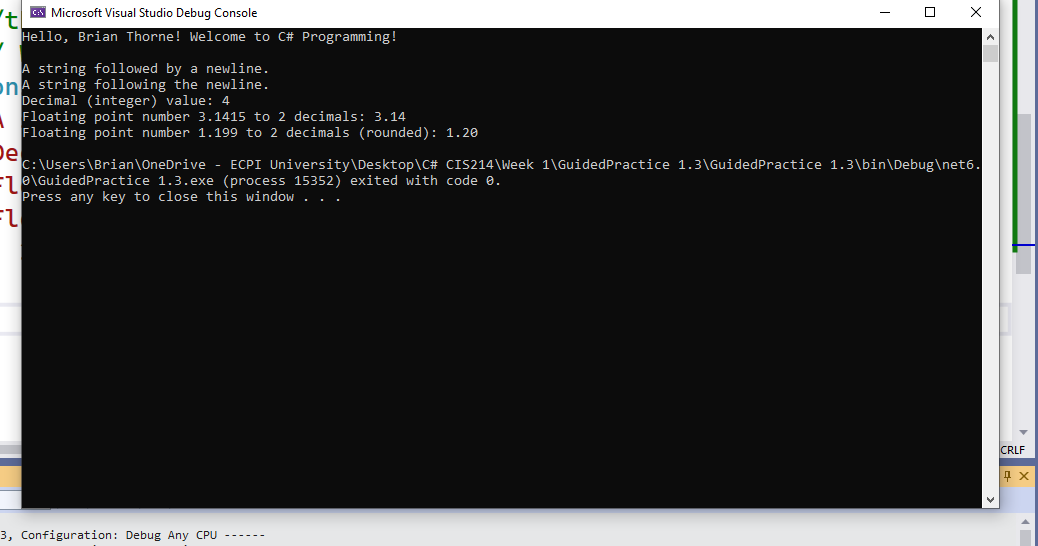 Microsoft Visual Studio Debug Console
Hello, Brian Thorne! Welcome to C# Programming!
A string followed by a newline.
A string following the newline.
Decimal (integer) value: 4
Floating point number 3.1415 to 2 decimals: 3.14
Floating point number 1.199 to 2 decimals (rounded): 1.20
C:\Users\Brian\OneDrive - ECPI University\Desktop\C# CIS214\Week 1\GuidedPractice 1.3\GuidedPractice 1.3\bin\Debug\net6.
0\GuidedPractice 1.3.exe (process 15352) exited with code 0.
Press any key to close this window . . .
/t
/
on
A
De
Fl
Fl
CRLF
3, Configuration: Debug Any CPU ------